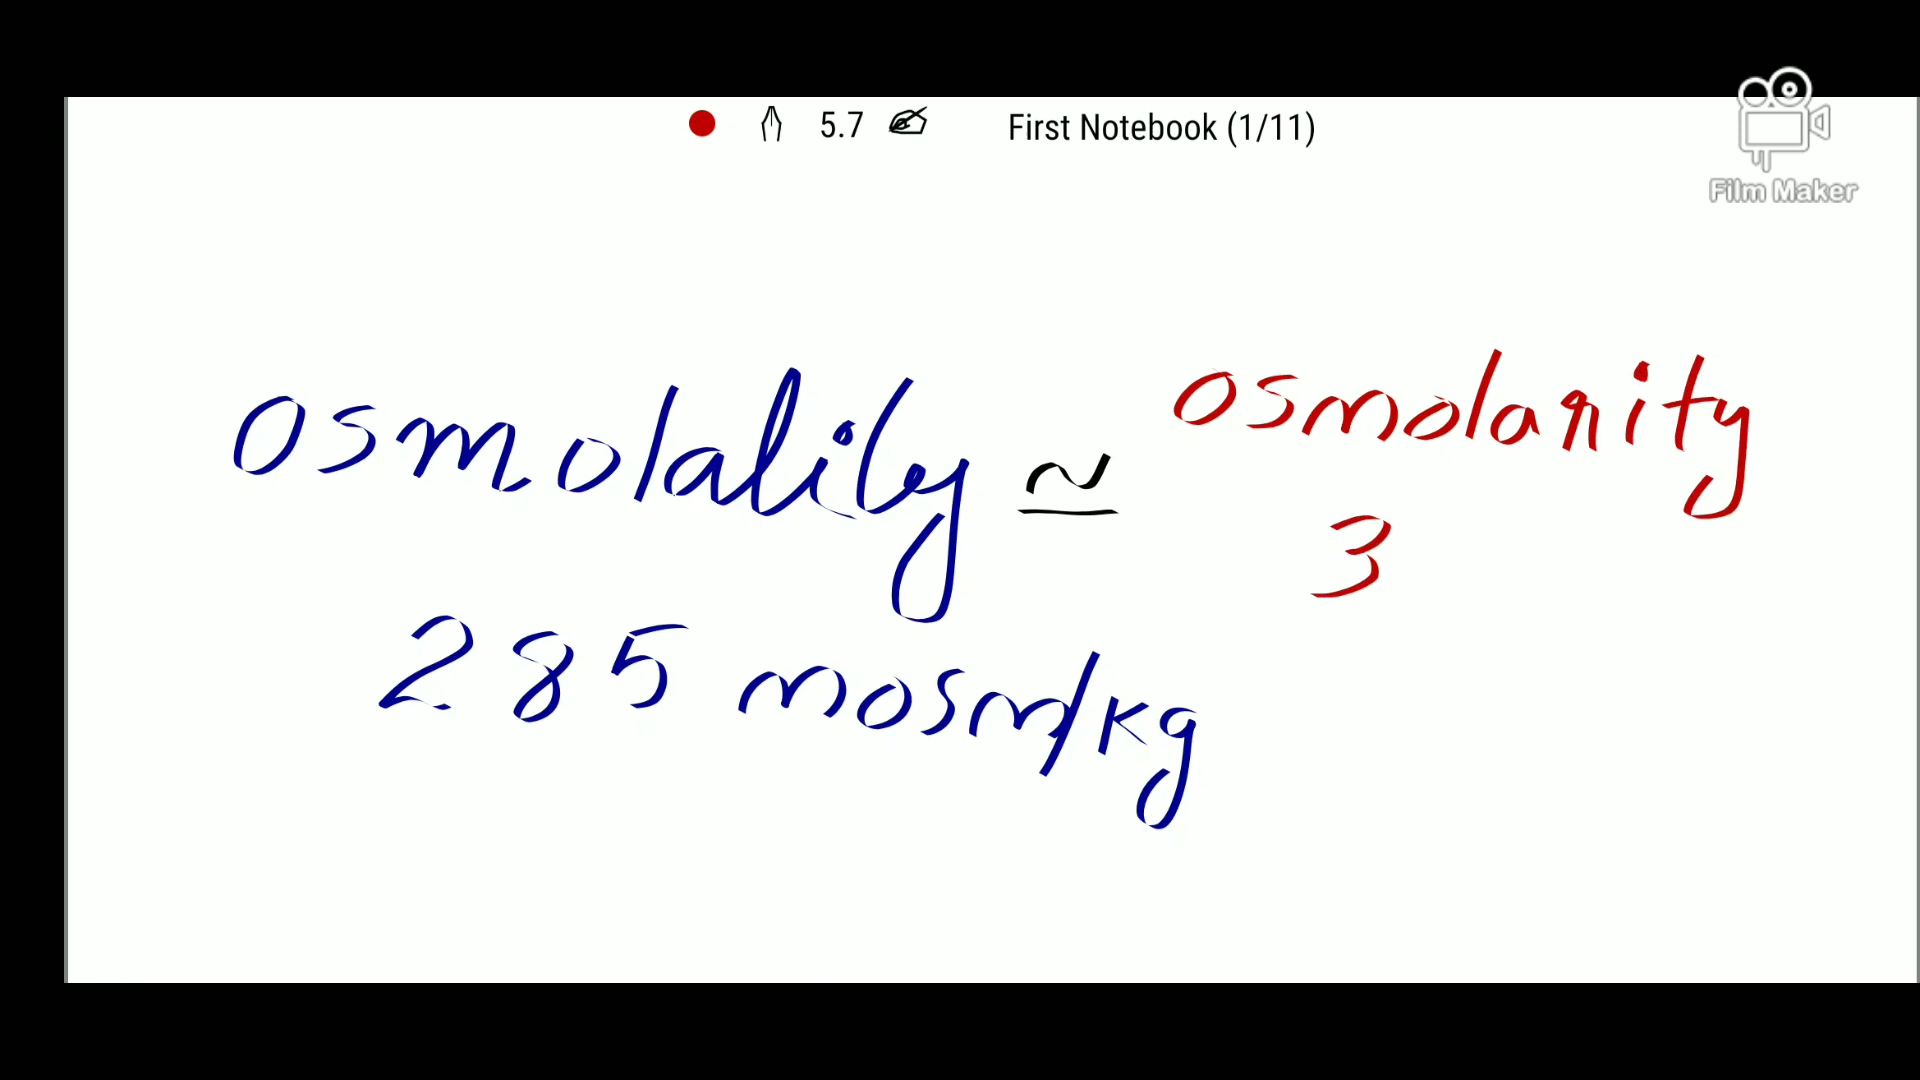 5.7 First Notebook (1/11)
Film Maker
osmolality ≃ osmolarity
3
285 mosm/kg